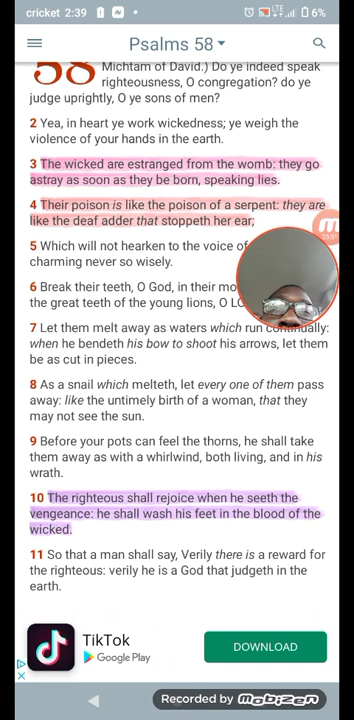 cricket 2:39 LTE 6%
Psalms 58
58 Michtam of David.) Do ye indeed speak
righteousness, O congregation? do ye
judge uprightly, O ye sons of men?
2 Yea, in heart ye work wickedness; ye weigh the
violence of your hands in the earth.
3 The wicked are estranged from the womb: they go
astray as soon as they be born, speaking lies.
4 Their poison is like the poison of a serpent: they are
like the deaf adder that stoppeth her ear;
5 Which will not hearken to the voice of
charming never so wisely.
6 Break their teeth, O God, in their
the great teeth of the young lions, O
7 Let them melt away as waters which run continually:
when he bendeth his bow to shoot his arrows, let them
be as cut in pieces.
8 As a snail which melteth, let every one of them pass
away: like the untimely birth of a woman, that they
may not see the sun.
9 Before your pots can feel the thorns, he shall take
them away as with a whirlwind, both living, and in his
wrath.
10 The righteous shall rejoice when he seeth the
vengeance: he shall wash his feet in the blood of the
wicked.
11 So that a man shall say, Verily there is a reward for
the righteous: verily he is a God that judgeth in the
earth.
TikTok
Google Play
DOWNLOAD
Recorded by mobizen